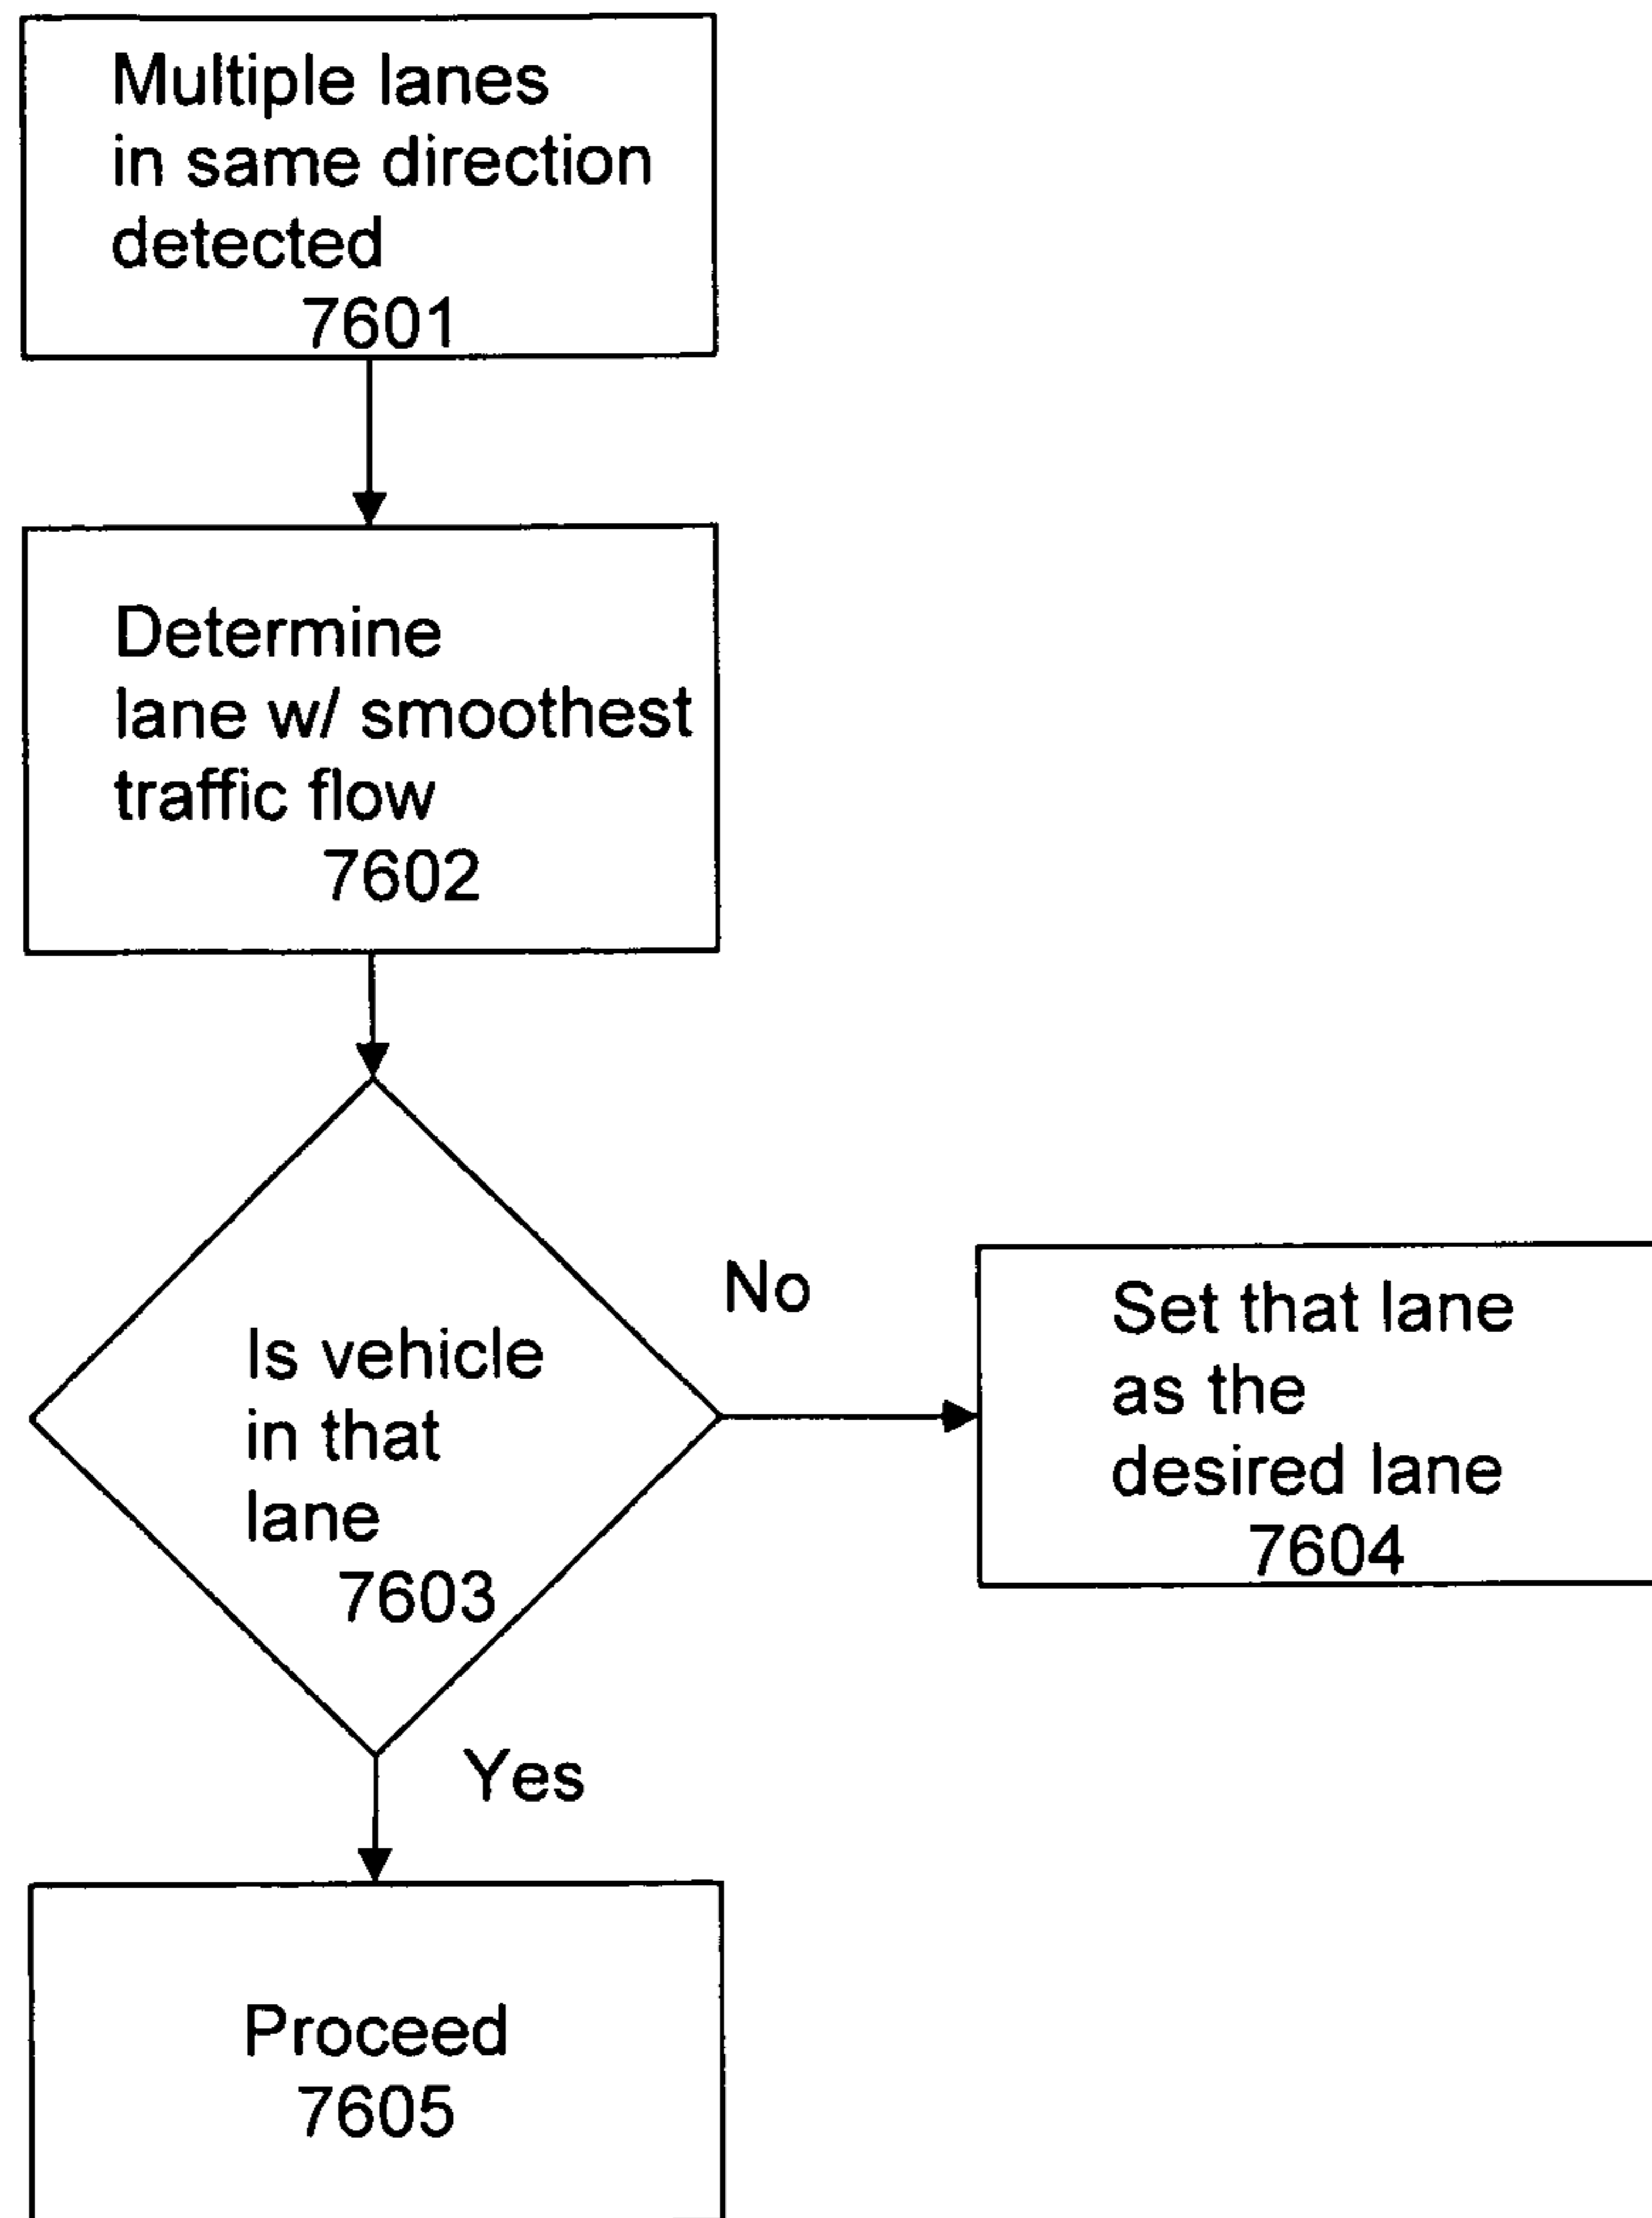 Multiple lanes
in same direction
detected
7601
Determine
lane w/ smoothest
traffic flow
7602
Is vehicle
in that
lane
7603
No
Set that lane
as the
desired lane
7604
Yes
Proceed
7605